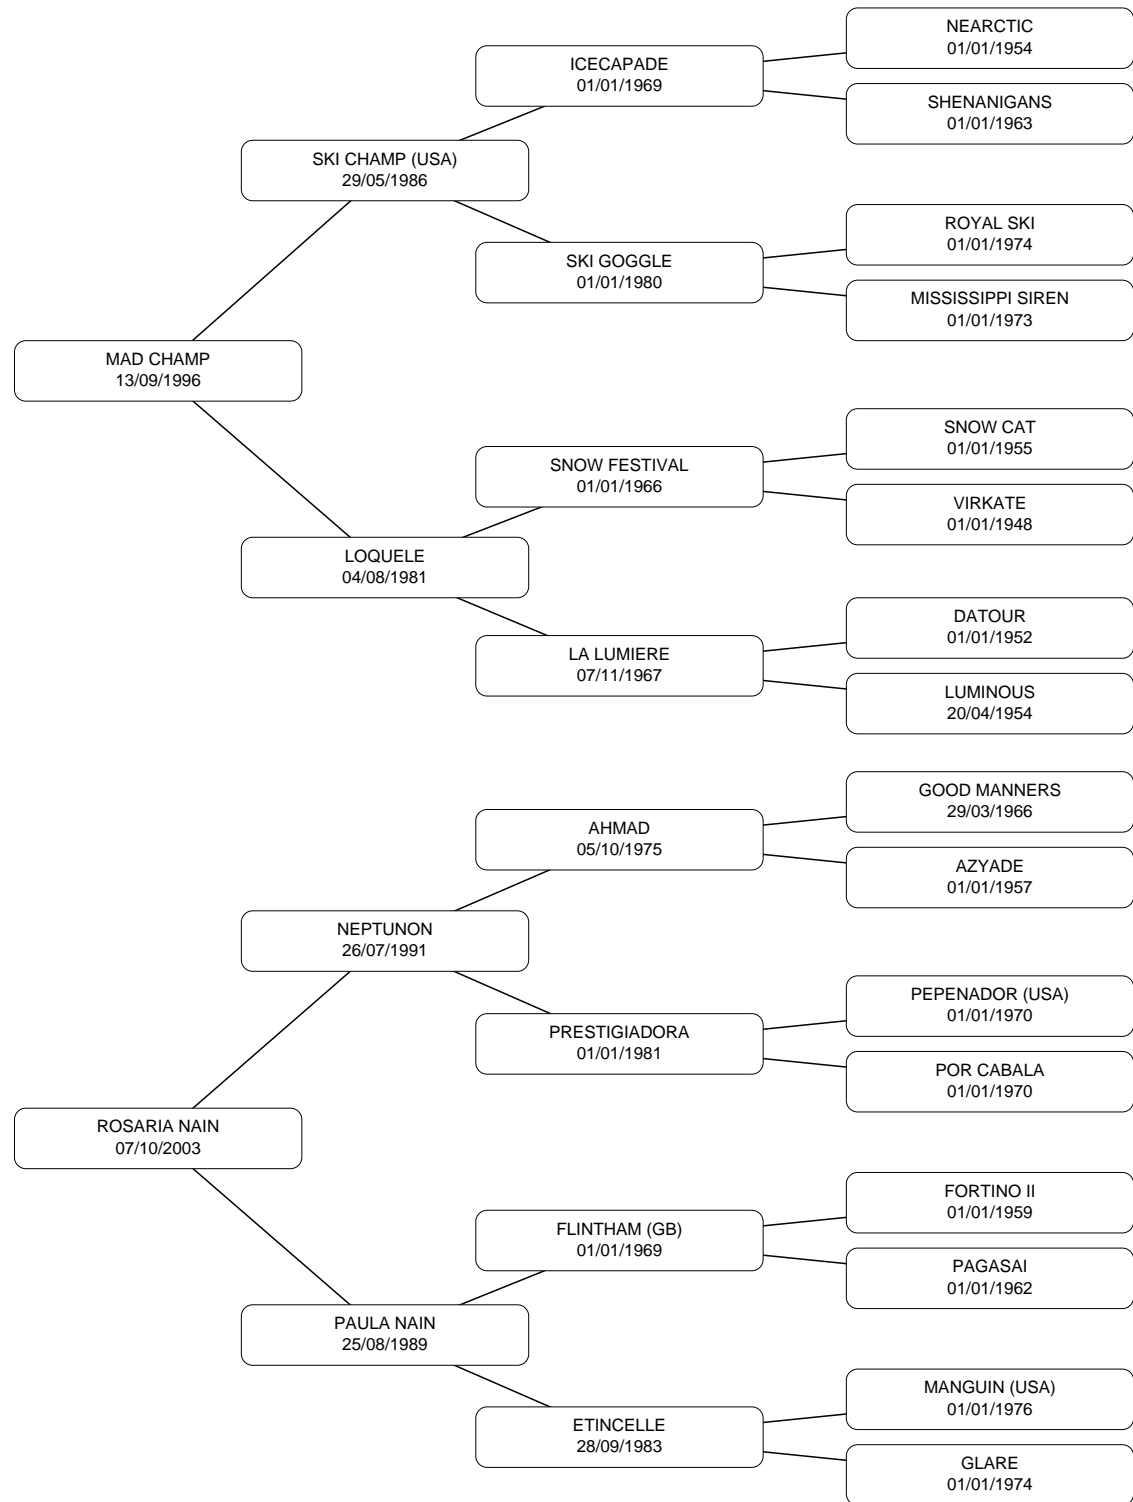 NEARCTIC
01/01/1954
ICECAPADE
01/01/1969
SHENANIGANS
01/01/1963
SKI CHAMP (USA)
29/05/1986
ROYAL SKI
01/01/1974
SKI GOGGLE
01/01/1980
MISSISSIPPI SIREN
01/01/1973
MAD CHAMP
13/09/1996
SNOW CAT
01/01/1955
SNOW FESTIVAL
01/01/1966
VIRKATE
01/01/1948
LOQUELE
04/08/1981
DATOUR
01/01/1952
LA LUMIERE
07/11/1967
LUMINOUS
20/04/1954
GOOD MANNERS
29/03/1966
AHMAD
05/10/1975
AZYADE
01/01/1957
NEPTUNON
26/07/1991
PEPENADOR (USA)
01/01/1970
PRESTIGIADORA
01/01/1981
POR CABALA
01/01/1970
ROSARIA NAIN
07/10/2003
FORTINO II
01/01/1959
FLINTHAM (GB)
01/01/1969
PAGASAI
01/01/1962
PAULA NAIN
25/08/1989
MANGUIN (USA)
01/01/1976
ETINCELLE
28/09/1983
GLARE
01/01/1974